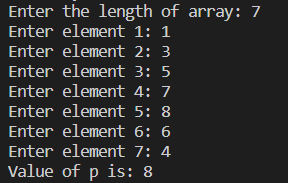 Enter the length of array: 7
Enter element 1: 1
Enter element 2: 3
Enter element 3: 5
Enter element 4: 7
Enter element 5: 8
Enter element 6: 6
Enter element 7: 4
Value of p is: 8